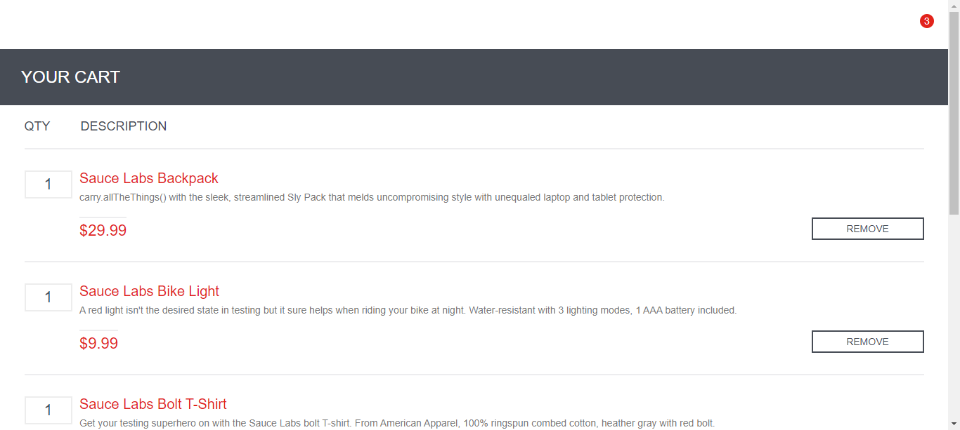 3
YOUR CART
QTY DESCRIPTION
1 Sauce Labs Backpack
carry.allTheThings() with the sleek, streamlined Sly Pack that melds uncompromising style with unequaled laptop and tablet protection.
$29.99 REMOVE
1 Sauce Labs Bike Light
A red light isn't the desired state in testing but it sure helps when riding your bike at night. Water-resistant with 3 lighting modes, 1 AAA battery included.
$9.99 REMOVE
1 Sauce Labs Bolt T-Shirt
Get your testing superhero on with the Sauce Labs bolt T-shirt. From American Apparel, 100% ringspun combed cotton, heather gray with red bolt.